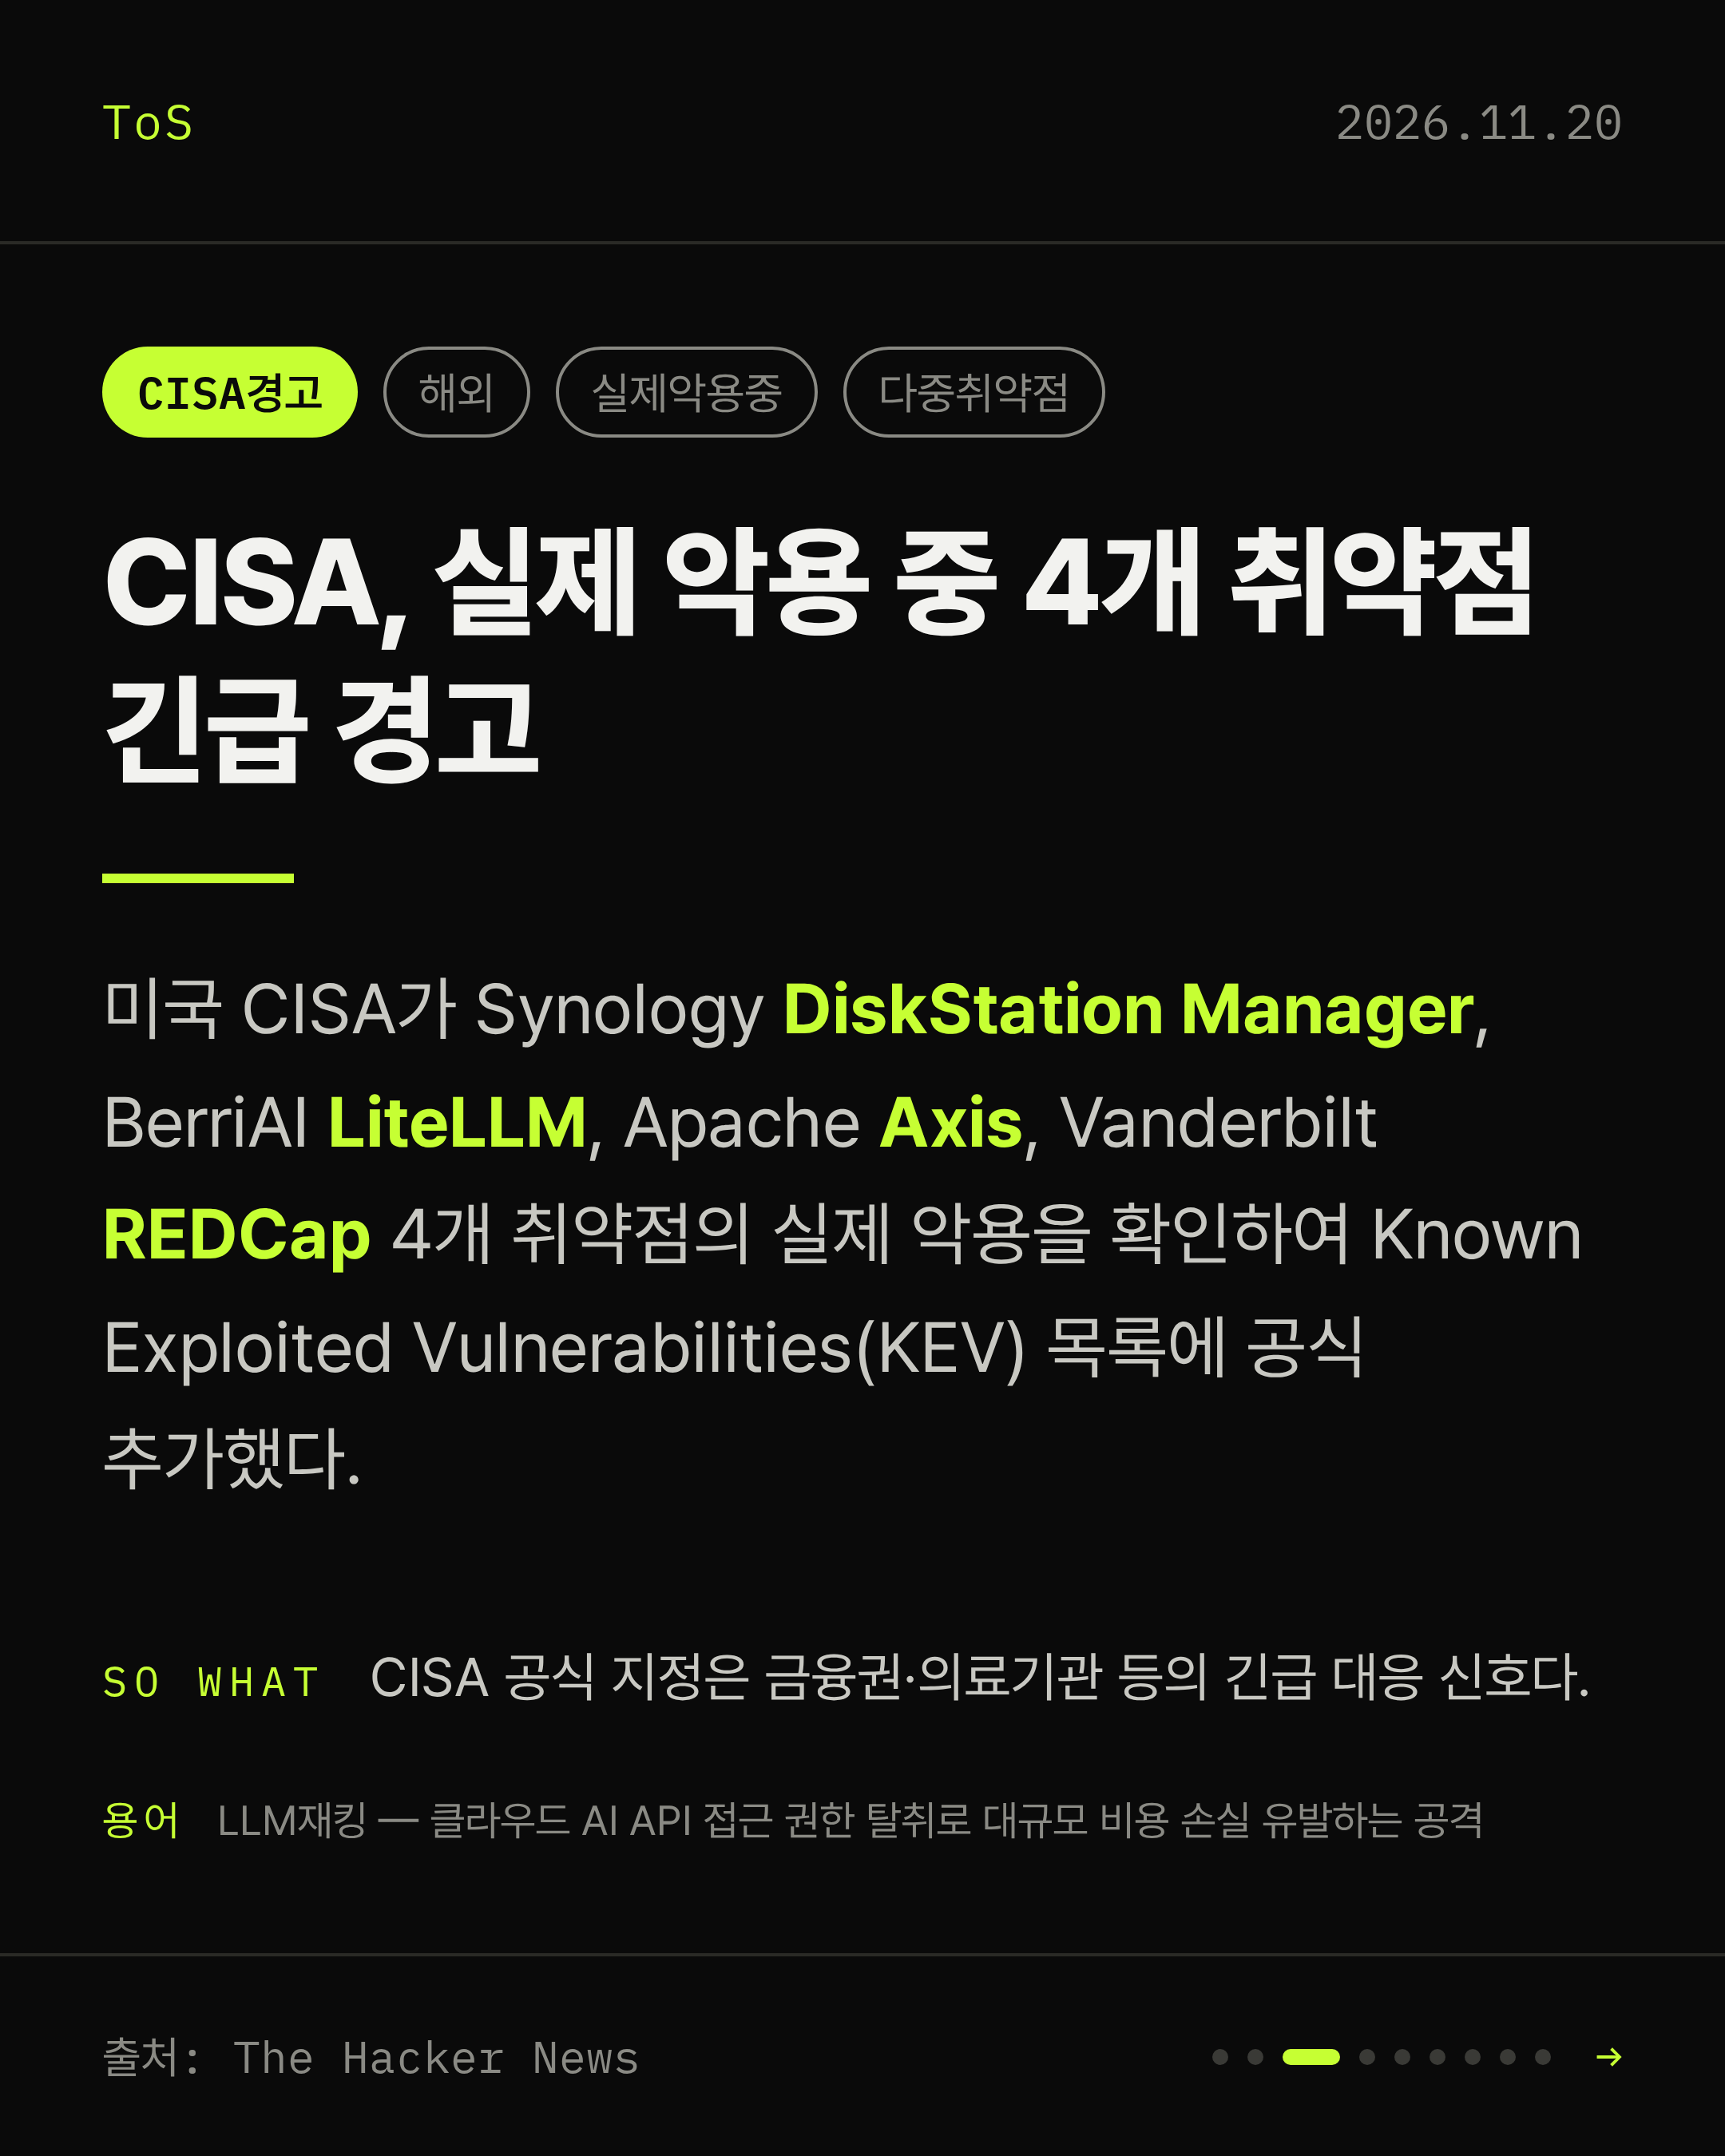 ToS
2026.11.20
CISA경고
해외
실제악용중
다중취약점
CISA, 실제 악용 중 4개 취약점
긴급 경고
미국 CISA가 Synology DiskStation Manager,
BerriAI LiteLLM, Apache Axis, Vanderbilt
REDCap 4개 취약점의 실제 악용을 확인하여 Known
Exploited Vulnerabilities(KEV) 목록에 공식
추가했다.
SO WHAT CISA 공식 지정은 금융권·의료기관 등의 긴급 대응 신호다.
용어 LLM재킹 — 클라우드 AI API 접근 권한 탈취로 대규모 비용 손실 유발하는 공격
출처: The Hacker News →